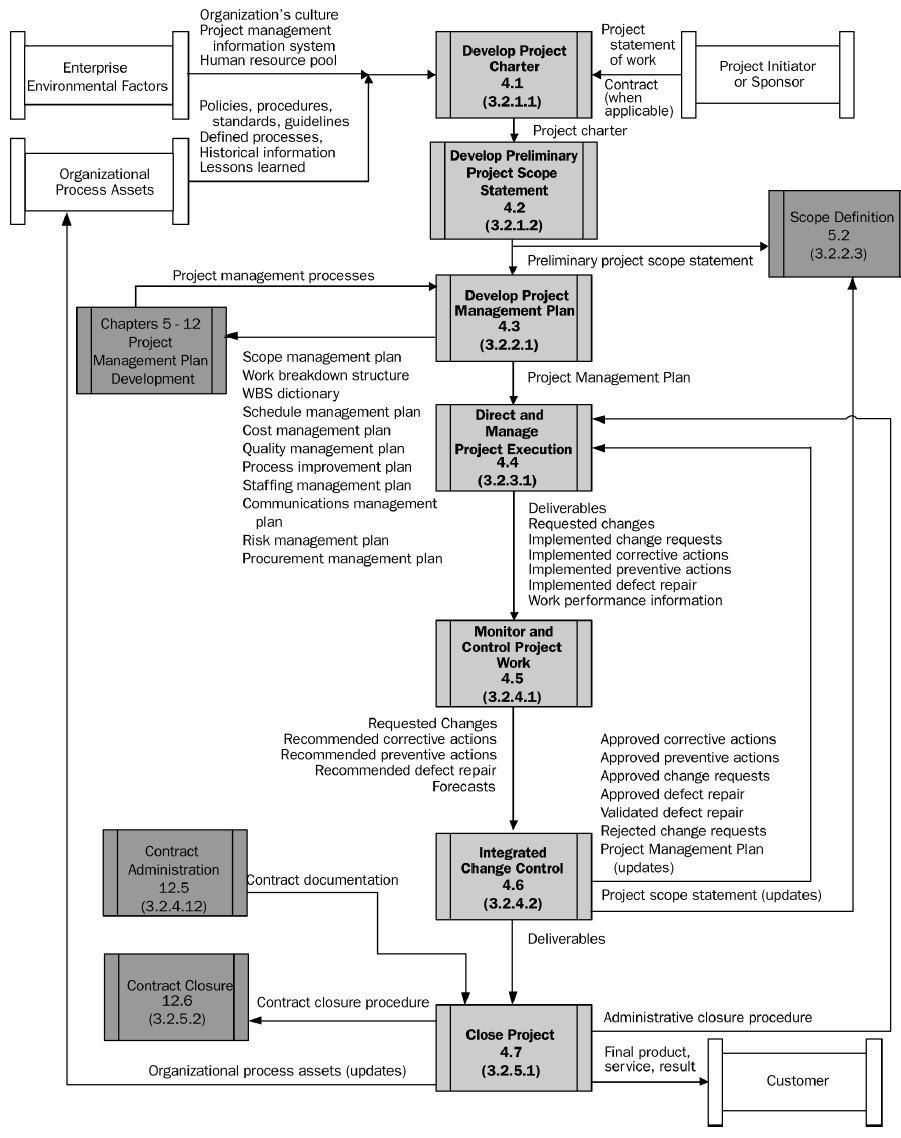 Organization's culture
Project management
information system
Human resource pool
Enterprise
Environmental Factors
Develop Project
Charter
4.1
(3.2.1.1)
Project
statement
of work
Contract
(when
applicable)
Project Initiator
or Sponsor
Policies, procedures,
standards, guidelines
Defined processes,
Historical information
Lessons learned
Organizational
Process Assets
Project charter
Develop Preliminary
Project Scope
Statement
4.2
(3.2.1.2)
Scope Definition
5.2
(3.2.2.3)
Preliminary project scope statement
Project management processes
Develop Project
Management Plan
4.3
(3.2.2.1)
Chapters 5 - 12
Project
Management Plan
Development
Scope management plan
Work breakdown structure
WBS dictionary
Schedule management plan
Cost management plan
Quality management plan
Process improvement plan
Staffing management plan
Communications management
plan
Risk management plan
Procurement management plan
Project Management Plan
Direct and
Manage
Project Execution
4.4
(3.2.3.1)
Deliverables
Requested changes
Implemented change requests
Implemented corrective actions
Implemented preventive actions
Implemented defect repair
Work performance information
Monitor and
Control Project
Work
4.5
(3.2.4.1)
Requested Changes
Recommended corrective actions
Recommended preventive actions
Recommended defect repair
Forecasts
Approved corrective actions
Approved preventive actions
Approved change requests
Approved defect repair
Validated defect repair
Rejected change requests
Project Management Plan
(updates)
Integrated
Change Control
4.6
(3.2.4.2)
Project scope statement (updates)
Contract
Administration
12.5
(3.2.4.12)
Contract documentation
Deliverables
Contract Closure
12.6
(3.2.5.2)
Contract closure procedure
Close Project
4.7
(3.2.5.1)
Administrative closure procedure
Organizational process assets (updates)
Final product,
service, result
Customer